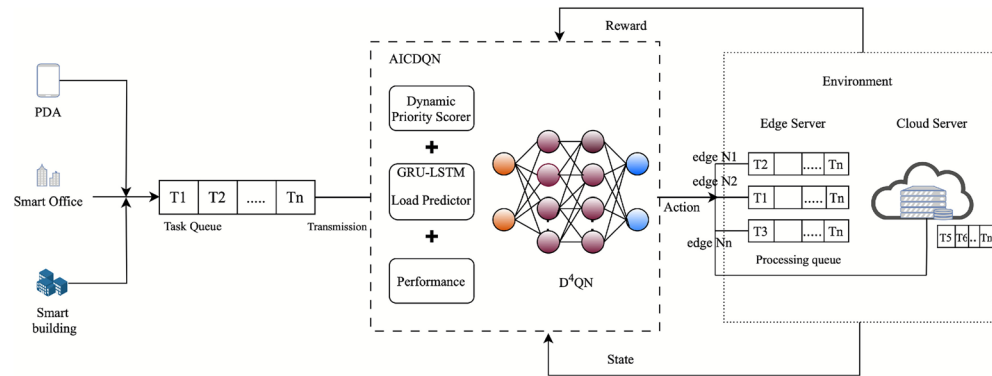 Reward
AICDQN
Environment
PDA
Dynamic
Priority Scorer
Edge Server
Cloud Server
edge N1
T2 ..... Tn
Smart Office
T1 T2 ..... Tn
Task Queue
Transmission
GRU-LSTM
Load Predictor
edge N2
T1 ..... Tn
Action
T3 ..... Tn
edge Nn
T5 T6 .. Tn
Processing queue
Performance
D⁴QN
Smart
building
State